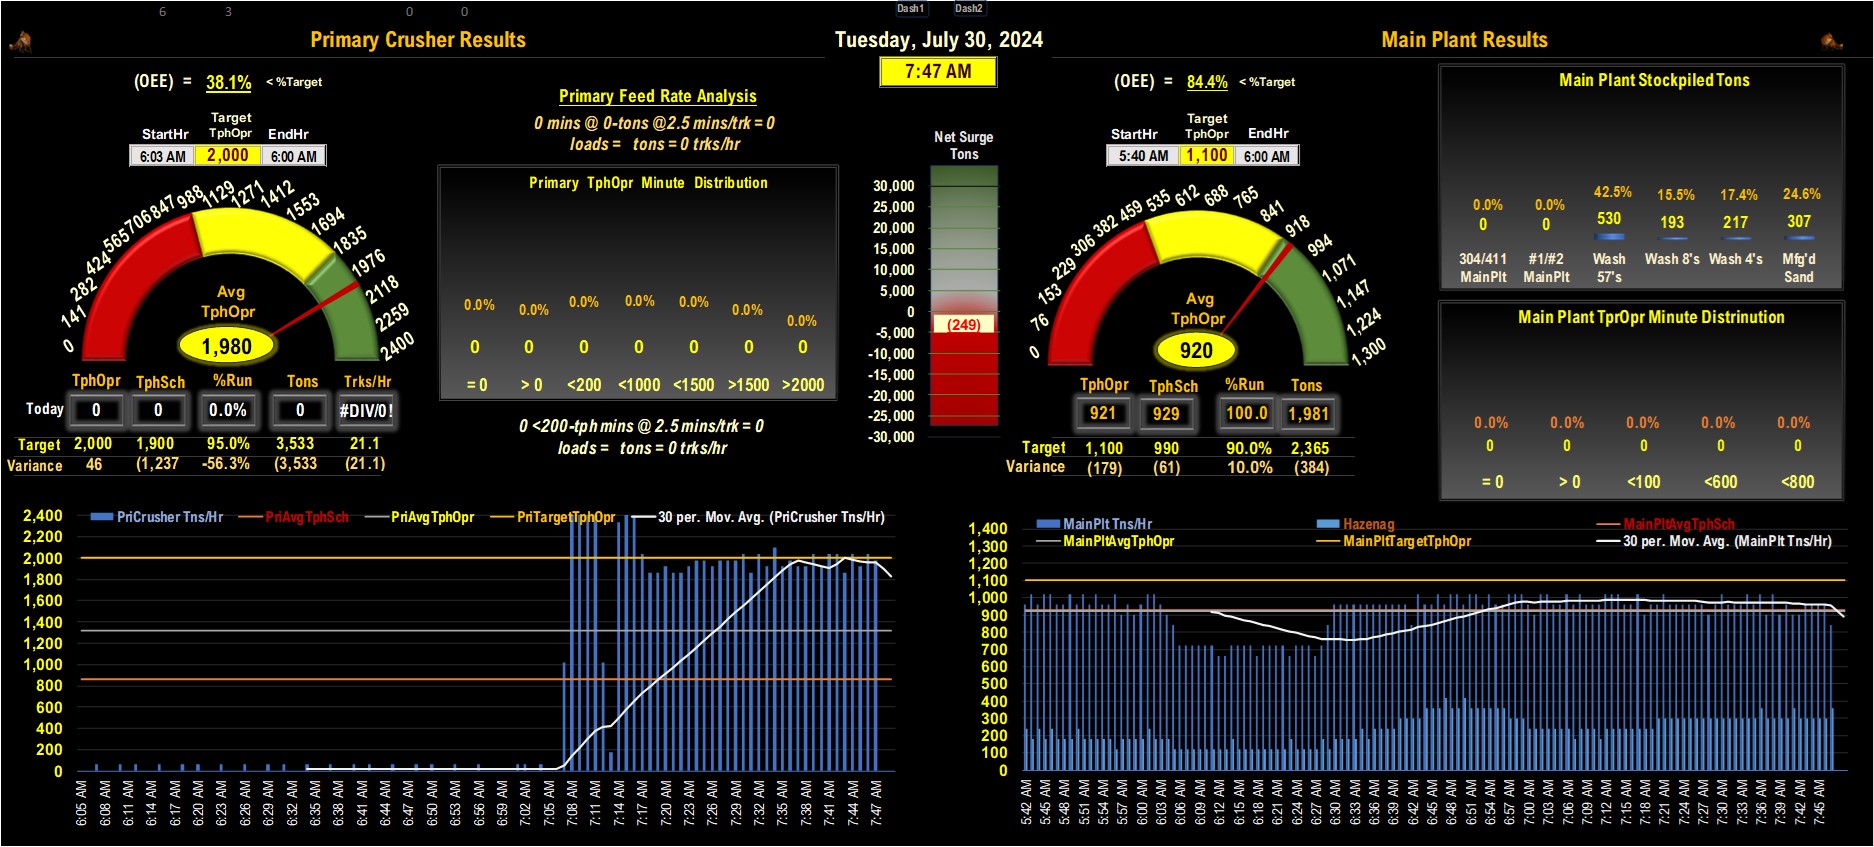 6 3 0 0 Dash1 Dash2
Primary Crusher Results
Tuesday, July 30, 2024
Main Plant Results
7:47 AM
(OEE) = 38.1% < %Target
StartHr Target TphOpr EndHr
6:03 AM 2,000 6:00 AM
0 141 282 424 565 706 847 988 1129 1271 1412 1553 1694 1835 1976 2118 2259 2400
Avg
TphOpr
1,980
TphOpr TphSch %Run Tons Trks/Hr
Today 0 0 0.0% 0 #DIV/0!
Target 2,000 1,900 95.0% 3,533 21.1
Variance 46 (1,237 -56.3% (3,533 (21.1)
Primary Feed Rate Analysis
0 mins @ 0-tons @2.5 mins/trk = 0
loads = tons = 0 trks/hr
Primary TphOpr Minute Distribution
0.0% 0.0% 0.0% 0.0% 0.0% 0.0% 0.0%
0 0 0 0 0 0 0
= 0 > 0 <200 <1000 <1500 >1500 >2000
0 <200-tph mins @ 2.5 mins/trk = 0
loads = tons = 0 trks/hr
Net Surge
Tons
30,000
25,000
20,000
15,000
10,000
5,000
0
(249)
-5,000
-10,000
-15,000
-20,000
-25,000
-30,000
(OEE) = 84.4% < %Target
StartHr Target TphOpr EndHr
5:40 AM 1,100 6:00 AM
0 76 153 229 306 382 459 535 612 688 765 841 918 994 1,071 1,147 1,224 1,300
Avg
TphOpr
920
TphOpr TphSch %Run Tons
921 929 100.0 1,981
Target 1,100 990 90.0% 2,365
Variance (179) (61) 10.0% (384)
Main Plant Stockpiled Tons
0.0% 0.0% 42.5% 15.5% 17.4% 24.6%
0 0 530 193 217 307
304/411 #1/#2 Wash Wash 8's Wash 4's Mfg'd
MainPlt MainPlt 57's Sand
Main Plant TprOpr Minute Distrinution
0.0% 0.0% 0.0% 0.0% 0.0%
0 0 0 0 0
= 0 > 0 <100 <600 <800
PriCrusher Tns/Hr PriAvgTphSch PriAvgTphOpr PriTargetTphOpr 30 per. Mov. Avg. (PriCrusher Tns/Hr)
2,400
2,200
2,000
1,800
1,600
1,400
1,200
1,000
800
600
400
200
0
6:05 AM 6:08 AM 6:11 AM 6:14 AM 6:17 AM 6:20 AM 6:23 AM 6:26 AM 6:29 AM 6:32 AM 6:35 AM 6:38 AM 6:41 AM 6:44 AM 6:47 AM 6:50 AM 6:53 AM 6:56 AM 6:59 AM 7:02 AM 7:05 AM 7:08 AM 7:11 AM 7:14 AM 7:17 AM 7:20 AM 7:23 AM 7:26 AM 7:29 AM 7:32 AM 7:35 AM 7:38 AM 7:41 AM 7:44 AM 7:47 AM
MainPlt Tns/Hr Hazenag MainPltAvgTphSch
MainPltAvgTphOpr MainPltTargetTphOpr 30 per. Mov. Avg. (MainPlt Tns/Hr)
1,400
1,300
1,200
1,100
1,000
900
800
700
600
500
400
300
200
100
0
5:42 AM 5:45 AM 5:48 AM 5:51 AM 5:54 AM 5:57 AM 6:00 AM 6:03 AM 6:06 AM 6:09 AM 6:12 AM 6:15 AM 6:18 AM 6:21 AM 6:24 AM 6:27 AM 6:30 AM 6:33 AM 6:36 AM 6:39 AM 6:42 AM 6:45 AM 6:48 AM 6:51 AM 6:54 AM 6:57 AM 7:00 AM 7:03 AM 7:06 AM 7:09 AM 7:12 AM 7:15 AM 7:18 AM 7:21 AM 7:24 AM 7:27 AM 7:30 AM 7:33 AM 7:36 AM 7:39 AM 7:42 AM 7:45 AM